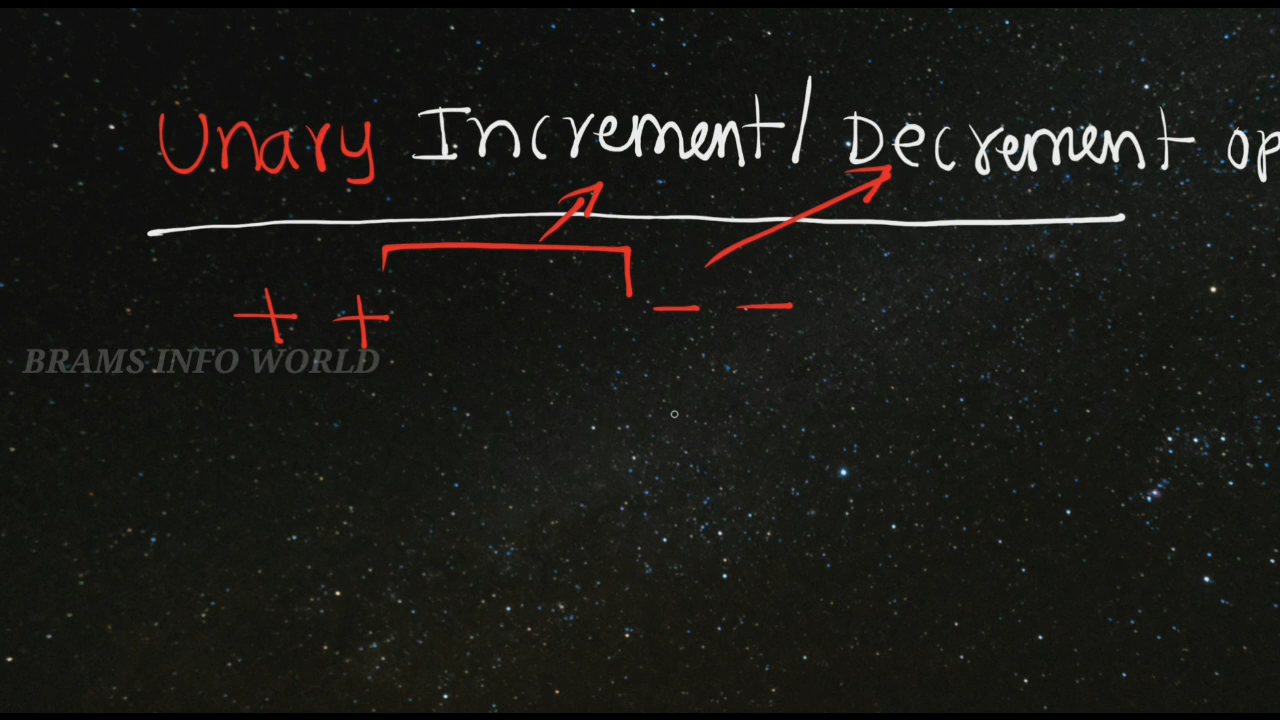 Unary Increment/ Decrement op
+ + - -
BRAMS INFO WORLD